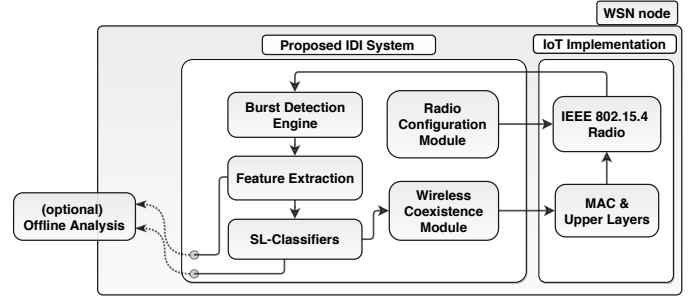 WSN node
Proposed IDI System
IoT Implementation
Burst Detection
Engine
Radio
Configuration
Module
IEEE 802.15.4
Radio
Feature Extraction
(optional)
Offline Analysis
Wireless
Coexistence
Module
MAC &
Upper Layers
SL-Classifiers